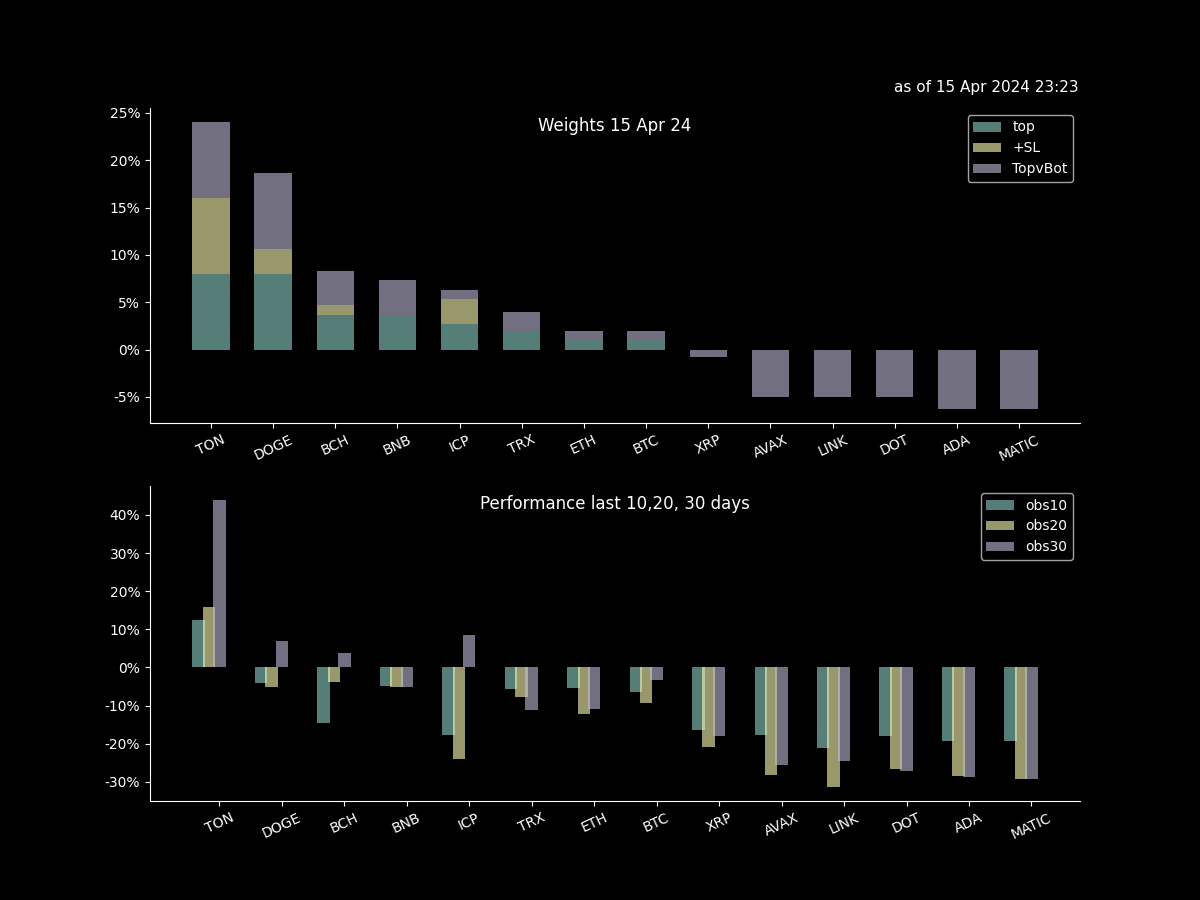 as of 15 Apr 2024 23:23
Weights 15 Apr 24
top
+SL
TopvBot
25%
20%
15%
10%
5%
0%
-5%
TON DOGE BCH BNB ICP TRX ETH BTC XRP AVAX LINK DOT ADA MATIC
Performance last 10,20, 30 days
obs10
obs20
obs30
40%
30%
20%
10%
0%
-10%
-20%
-30%
TON DOGE BCH BNB ICP TRX ETH BTC XRP AVAX LINK DOT ADA MATIC